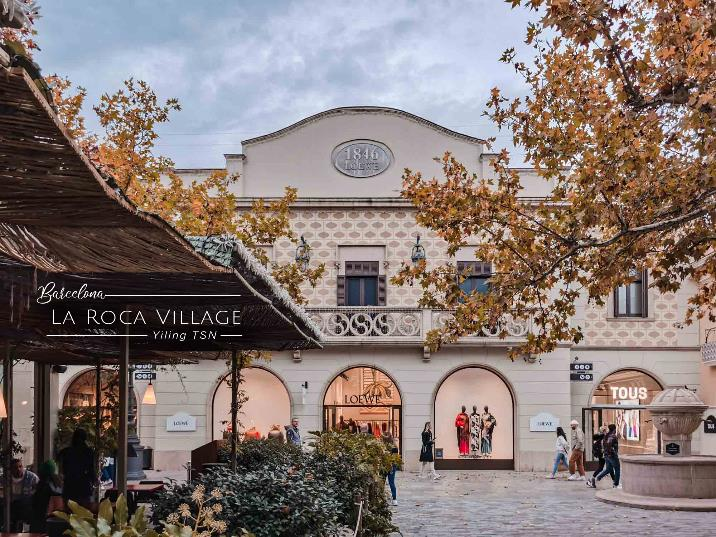 1846
LOEWE
Barcelona
LA ROCA VILLAGE
Yiling TSN
LOEWE
LOEWE
LOEWE
TOUS